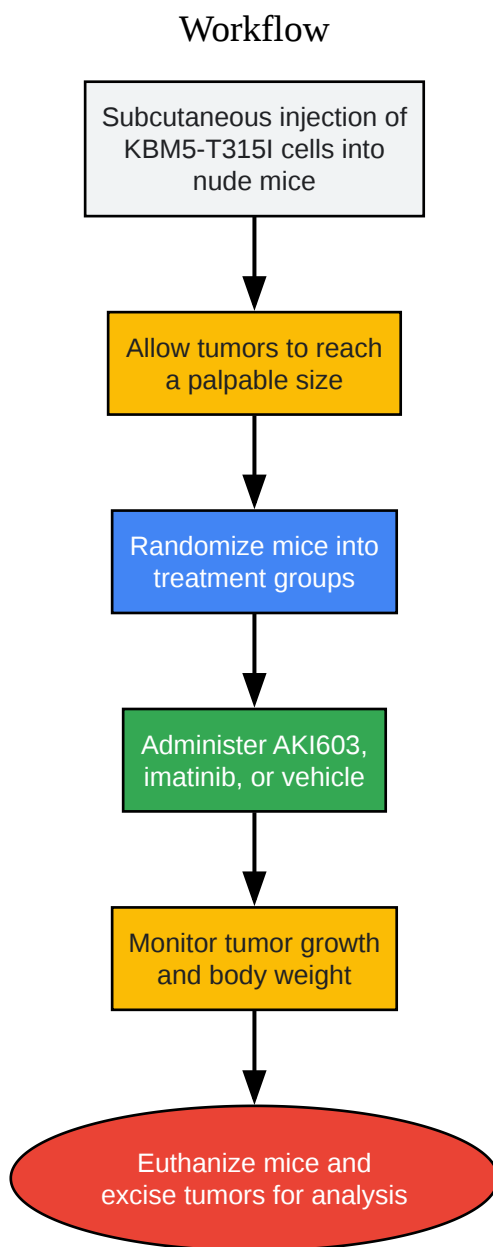 Workflow
Subcutaneous injection of
KBM5-T315I cells into
nude mice
Allow tumors to reach
a palpable size
Randomize mice into
treatment groups
Administer AKI603,
imatinib, or vehicle
Monitor tumor growth
and body weight
Euthanize mice and
excise tumors for analysis